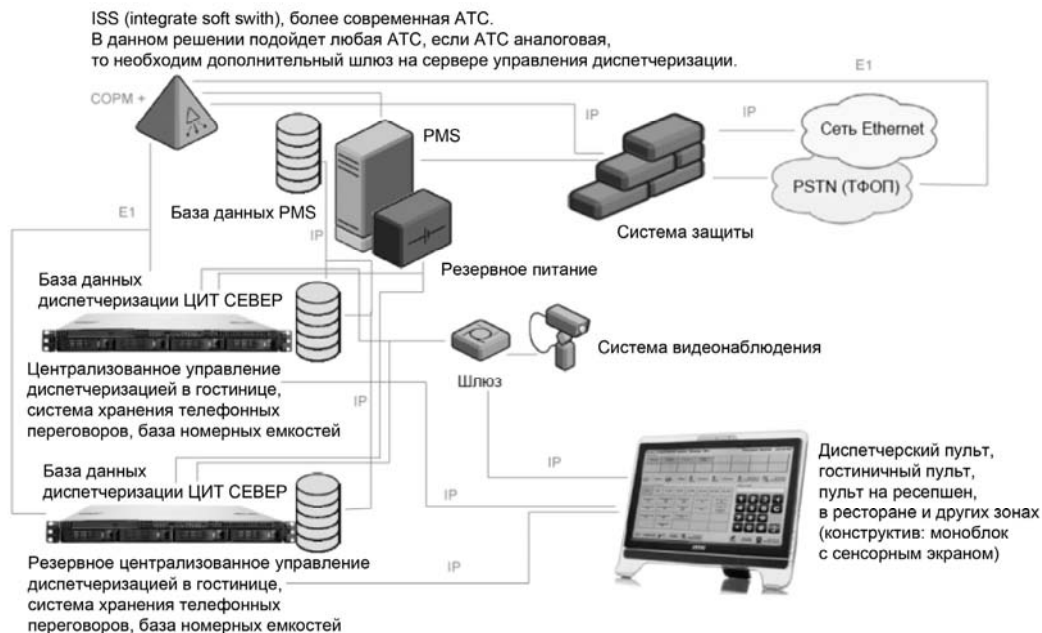 ISS (integrate soft swith), более современная АТС.
В данном решении подойдет любая АТС, если АТС аналоговая,
то необходим дополнительный шлюз на сервере управления диспетчеризации.
E1
СОРМ +
IP
IP
PMS
Сеть Ethernet
PSTN (ТФОП)
База данных PMS
Система защиты
E1
IP
Резервное питание
База данных
диспетчеризации ЦИТ СЕВЕР
Система видеонаблюдения
Шлюз
Централизованное управление
диспетчеризацией в гостинице,
система хранения телефонных
переговоров, база номерных емкостей
IP
База данных
диспетчеризации ЦИТ СЕВЕР
IP
IP
Диспетчерский пульт,
гостиничный пульт,
пульт на ресепшен,
в ресторане и других зонах
(конструктив: моноблок
с сенсорным экраном)
Резервное централизованное управление
диспетчеризацией в гостинице,
система хранения телефонных
переговоров, база номерных емкостей
IP